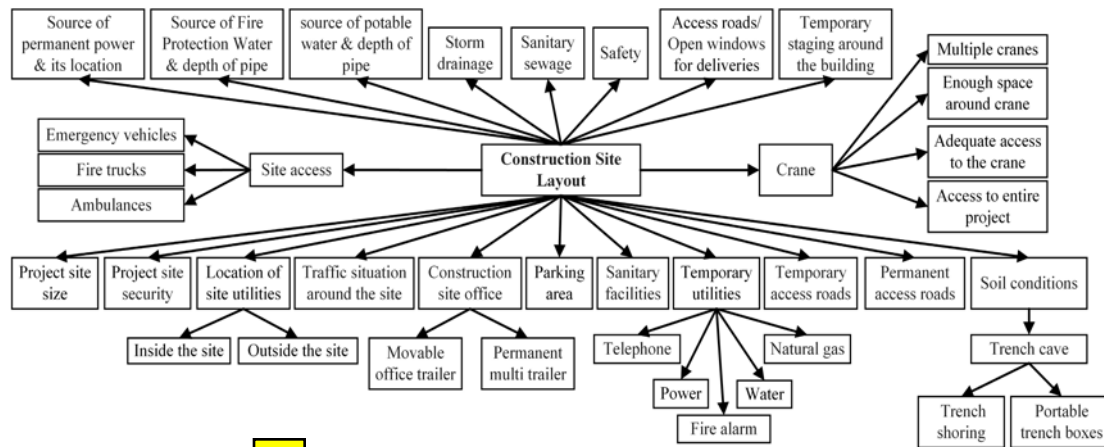 Source of
permanent power
& its location
Source of Fire
Protection Water
& depth of pipe
source of potable
water & depth of
pipe
Storm
drainage
Sanitary
sewage
Safety
Access roads/
Open windows
for deliveries
Temporary
staging around
the building
Multiple cranes
Enough space
around crane
Adequate access
to the crane
Access to entire
project
Emergency vehicles
Fire trucks
Ambulances
Site access
Construction Site
Layout
Crane
Project site
size
Project site
security
Location of
site utilities
Traffic situation
around the site
Construction
site office
Parking
area
Sanitary
facilities
Temporary
utilities
Temporary
access roads
Permanent
access roads
Soil conditions
Inside the site
Outside the site
Movable
office trailer
Permanent
multi trailer
Telephone
Natural gas
Power
Water
Fire alarm
Trench cave
Trench
shoring
Portable
trench boxes